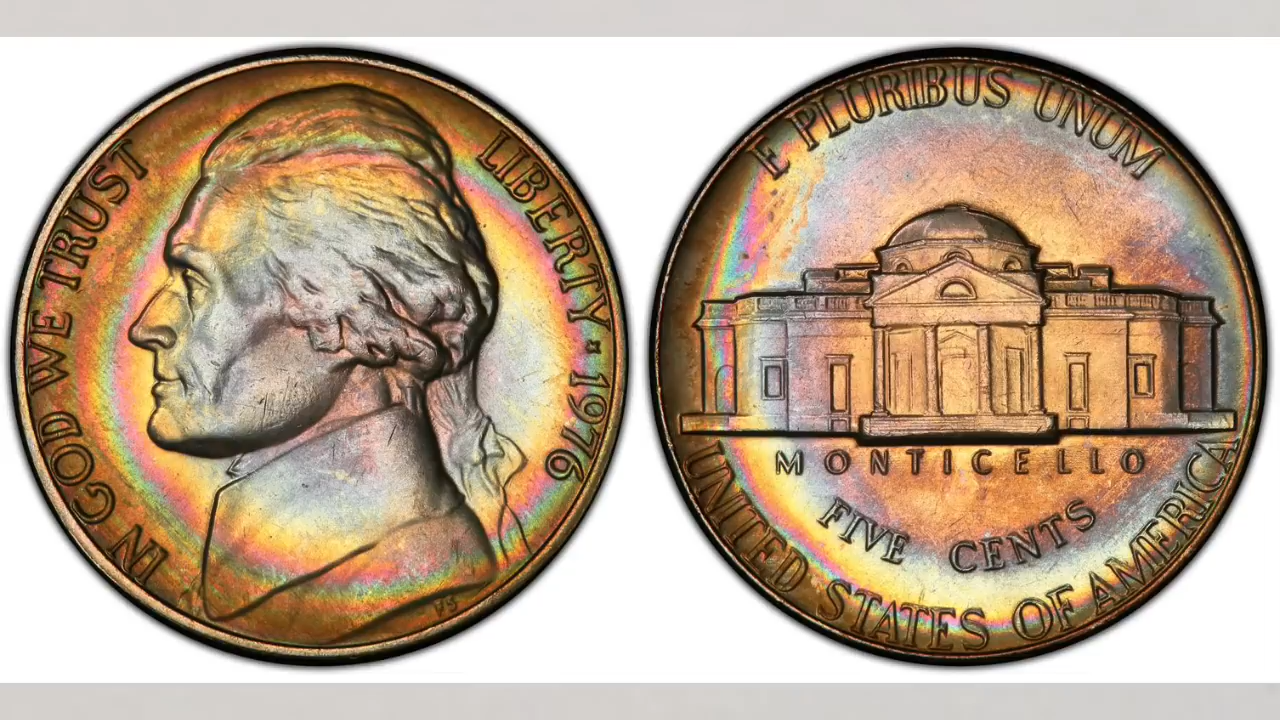 IN GOD WE TRUST
LIBERTY · 1976
FS
E PLURIBUS UNUM
MONTICELLO
FIVE CENTS
UNITED STATES OF AMERICA